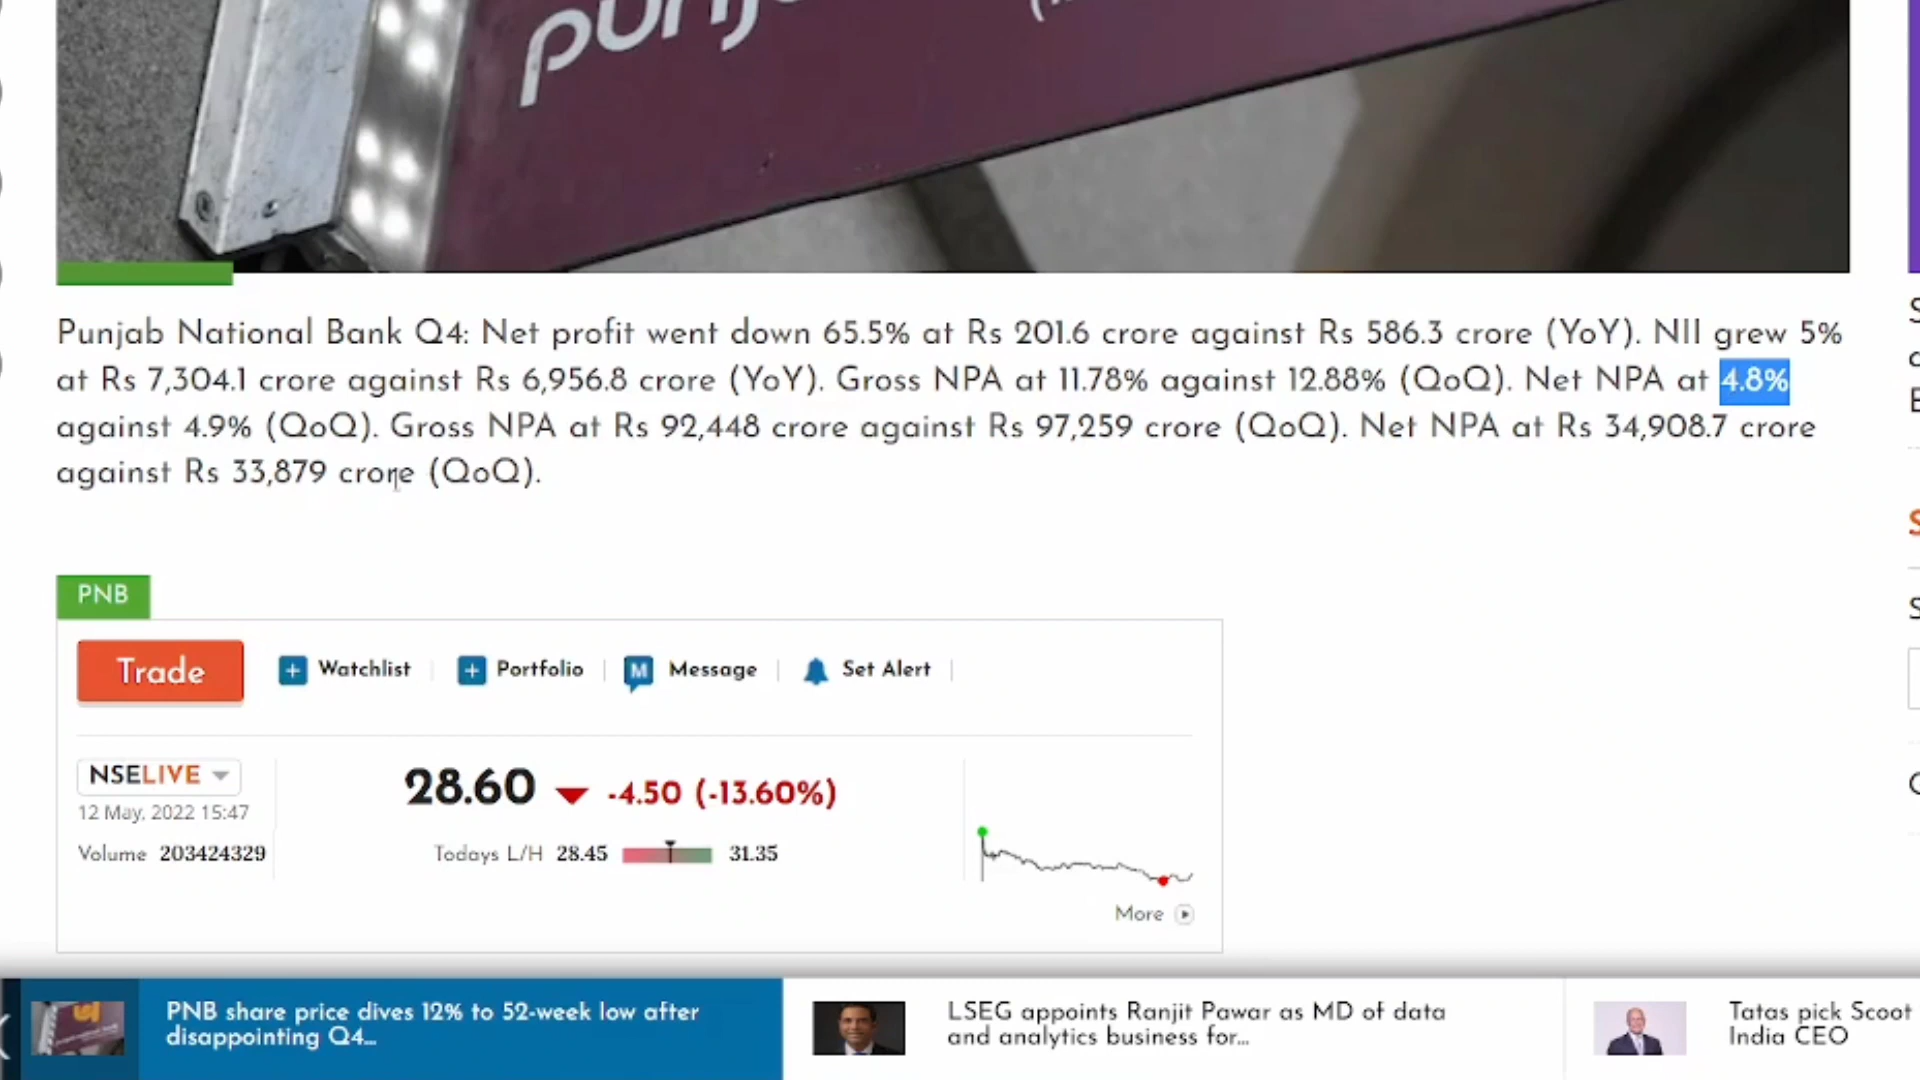 Punjab National Bank Q4: Net profit went down 65.5% at Rs 201.6 crore against Rs 586.3 crore (YoY). NII grew 5%
at Rs 7,304.1 crore against Rs 6,956.8 crore (YoY). Gross NPA at 11.78% against 12.88% (QoQ). Net NPA at 4.8%
against 4.9% (QoQ). Gross NPA at Rs 92,448 crore against Rs 97,259 crore (QoQ). Net NPA at Rs 34,908.7 crore
against Rs 33,879 crore (QoQ).
PNB
Trade
Watchlist
Portfolio
M Message
Set Alert
NSELIVE
28.60 -4.50 (-13.60%)
12 May, 2022 15:47
Volume 203424329
Todays L/H 28.45 31.35
More
PNB share price dives 12% to 52-week low after
disappointing Q4...
LSEG appoints Ranjit Pawar as MD of data
and analytics business for...
Tatas pick Scoot
India CEO